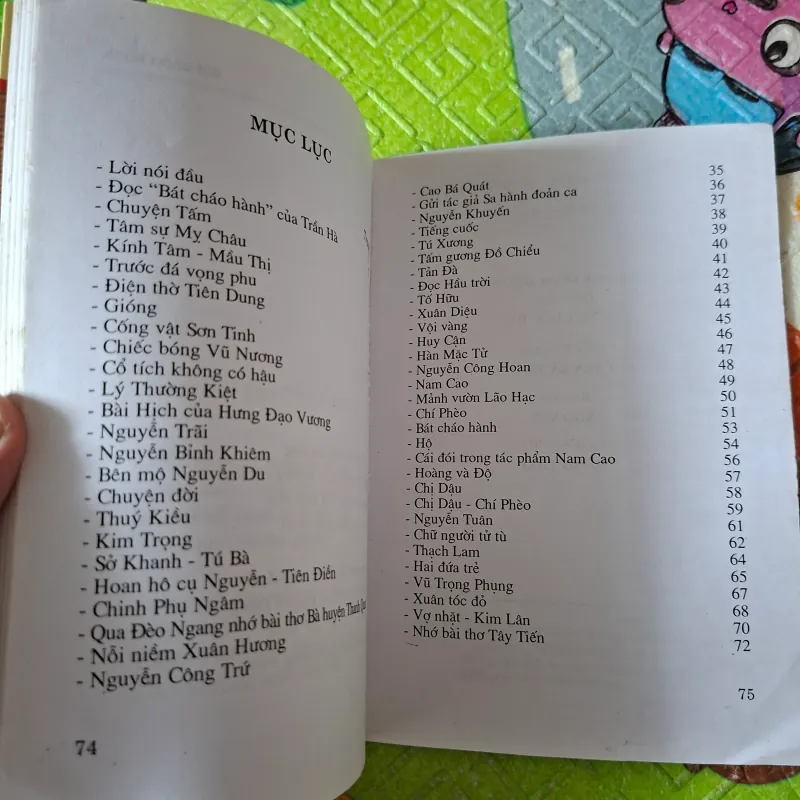 MỤC LỤC
- Lời nói đầu
- Đọc "Bát cháo hành" của Trần Hà
- Chuyện Tấm
- Tâm sự Mỵ Châu
- Kính Tâm - Mầu Thị
- Trước đá vọng phu
- Điện thờ Tiên Dung
- Gióng
- Cống vật Sơn Tinh
- Chiếc bóng Vũ Nương
- Cổ tích không có hậu
- Lý Thường Kiệt
- Bài Hịch của Hưng Đạo Vương
- Nguyễn Trãi
- Nguyễn Bỉnh Khiêm
- Bên mộ Nguyễn Du
- Chuyện đời
- Thuý Kiều
- Kim Trọng
- Sở Khanh - Tú Bà
- Hoan hô cụ Nguyễn - Tiên Điền
- Chinh Phụ Ngâm
- Qua Đèo Ngang nhớ bài thơ Bà huyện Thanh
- Nỗi niềm Xuân Hương
- Nguyễn Công Trứ
74
- Cao Bá Quát 35
- Gửi tác giả Sa hành đoản ca 36
- Nguyễn Khuyến 37
- Tiếng cuốc 38
- Tú Xương 39
- Tấm gương Đồ Chiểu 40
- Tản Đà 41
- Đọc Hầu trời 42
- Tố Hữu 43
- Xuân Diệu 44
- Vội vàng 45
- Huy Cận 46
- Hàn Mặc Tử 47
- Nguyễn Công Hoan 48
- Nam Cao 49
- Mảnh vườn Lão Hạc 50
- Chí Phèo 51
- Bát cháo hành 53
- Hộ 54
- Cái đói trong tác phẩm Nam Cao 56
- Hoàng và Độ 57
- Chị Dậu 58
- Chị Dậu - Chí Phèo 59
- Nguyễn Tuân 61
- Chữ người tử tù 62
- Thạch Lam 64
- Hai đứa trẻ 65
- Vũ Trọng Phụng 67
- Xuân tóc đỏ 68
- Vợ nhặt - Kim Lân 70
- Nhớ bài thơ Tây Tiến 72
75